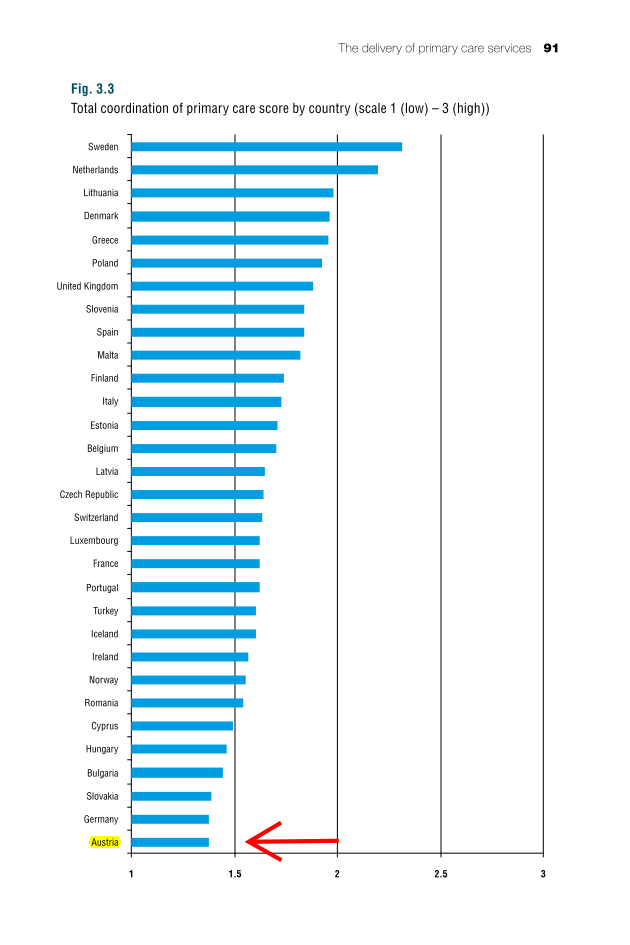 The delivery of primary care services 91
Fig. 3.3
Total coordination of primary care score by country (scale 1 (low) – 3 (high))
Sweden
Netherlands
Lithuania
Denmark
Greece
Poland
United Kingdom
Slovenia
Spain
Malta
Finland
Italy
Estonia
Belgium
Latvia
Czech Republic
Switzerland
Luxembourg
France
Portugal
Turkey
Iceland
Ireland
Norway
Romania
Cyprus
Hungary
Bulgaria
Slovakia
Germany
Austria
1 1.5 2 2.5 3